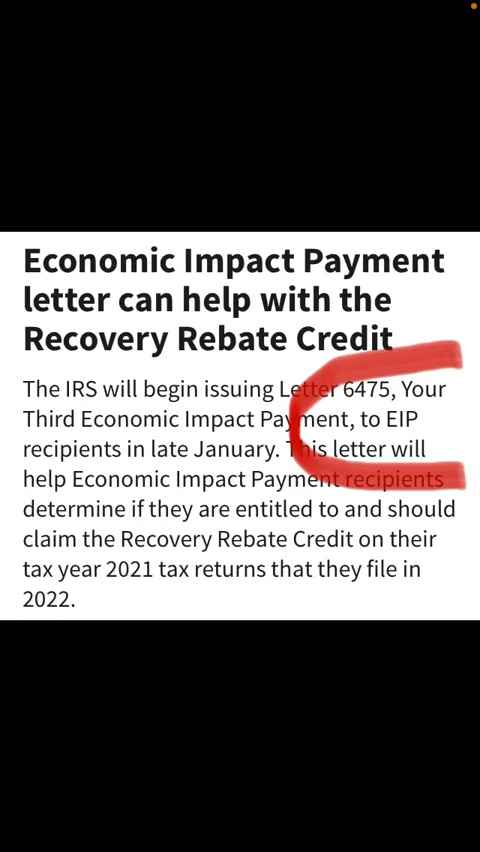 Economic Impact Payment
letter can help with the
Recovery Rebate Credit
The IRS will begin issuing Letter 6475, Your
Third Economic Impact Payment, to EIP
recipients in late January. This letter will
help Economic Impact Payment recipients
determine if they are entitled to and should
claim the Recovery Rebate Credit on their
tax year 2021 tax returns that they file in
2022.